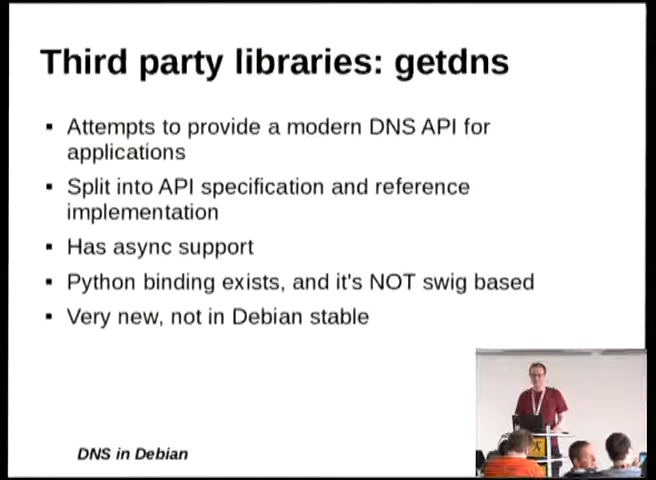 Third party libraries: getdns
Attempts to provide a modern DNS API for
applications
Split into API specification and reference
implementation
Has async support
Python binding exists, and it's NOT swig based
Very new, not in Debian stable
DNS in Debian